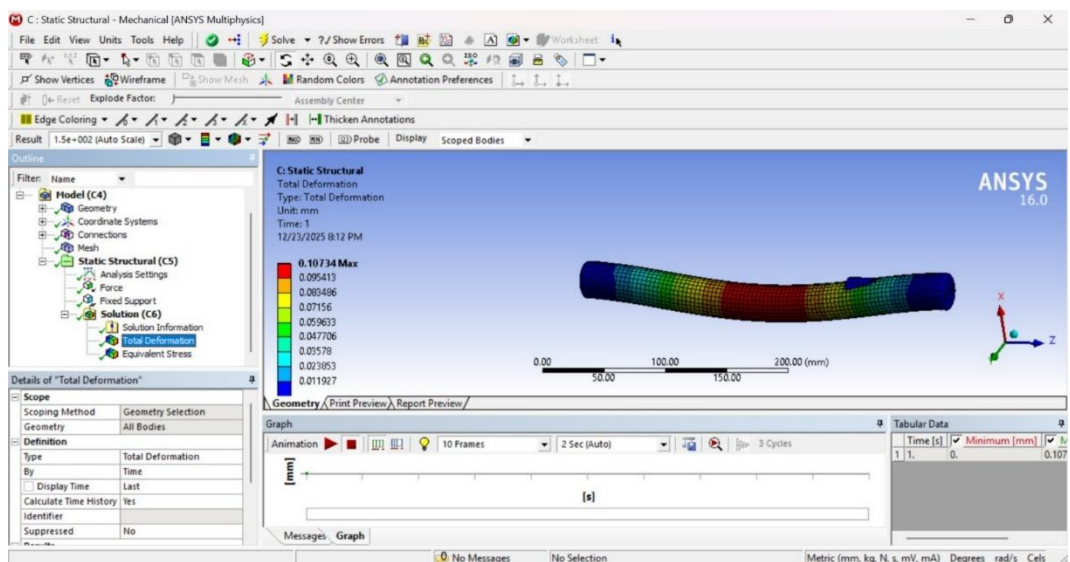 C : Static Structural - Mechanical [ANSYS Multiphysics]
File Edit View Units Tools Help Solve ?/ Show Errors Worksheet
Show Vertices Wireframe Show Mesh Random Colors Annotation Preferences
Reset Explode Factor: Assembly Center
Edge Coloring Thicken Annotations
Result 1.5e+002 (Auto Scale) Probe Display Scoped Bodies
Outline
Filter: Name
Model (C4)
Geometry
Coordinate Systems
Connections
Mesh
Static Structural (C5)
Analysis Settings
Force
Fixed Support
Solution (C6)
Solution Information
Total Deformation
Equivalent Stress
Details of "Total Deformation"
Scope
Scoping Method Geometry Selection
Geometry All Bodies
Definition
Type Total Deformation
By Time
Display Time Last
Calculate Time History Yes
Identifier
Suppressed No
C: Static Structural
Total Deformation
Type: Total Deformation
Unit: mm
Time: 1
12/23/2025 8:12 PM
0.10734 Max
0.095413
0.083486
0.07156
0.059633
0.047706
0.03578
0.023853
0.011927
ANSYS
16.0
X
Z
0.00 100.00 200.00 (mm)
50.00 150.00
Geometry Print Preview Report Preview
Graph
Animation 10 Frames 2 Sec (Auto) 3 Cycles
[mm]
[s]
Messages Graph
Tabular Data
Time [s] Minimum [mm]
1 1. 0. 0.107
0 No Messages No Selection Metric (mm, kg, N, s, mV, mA) Degrees rad/s Cels